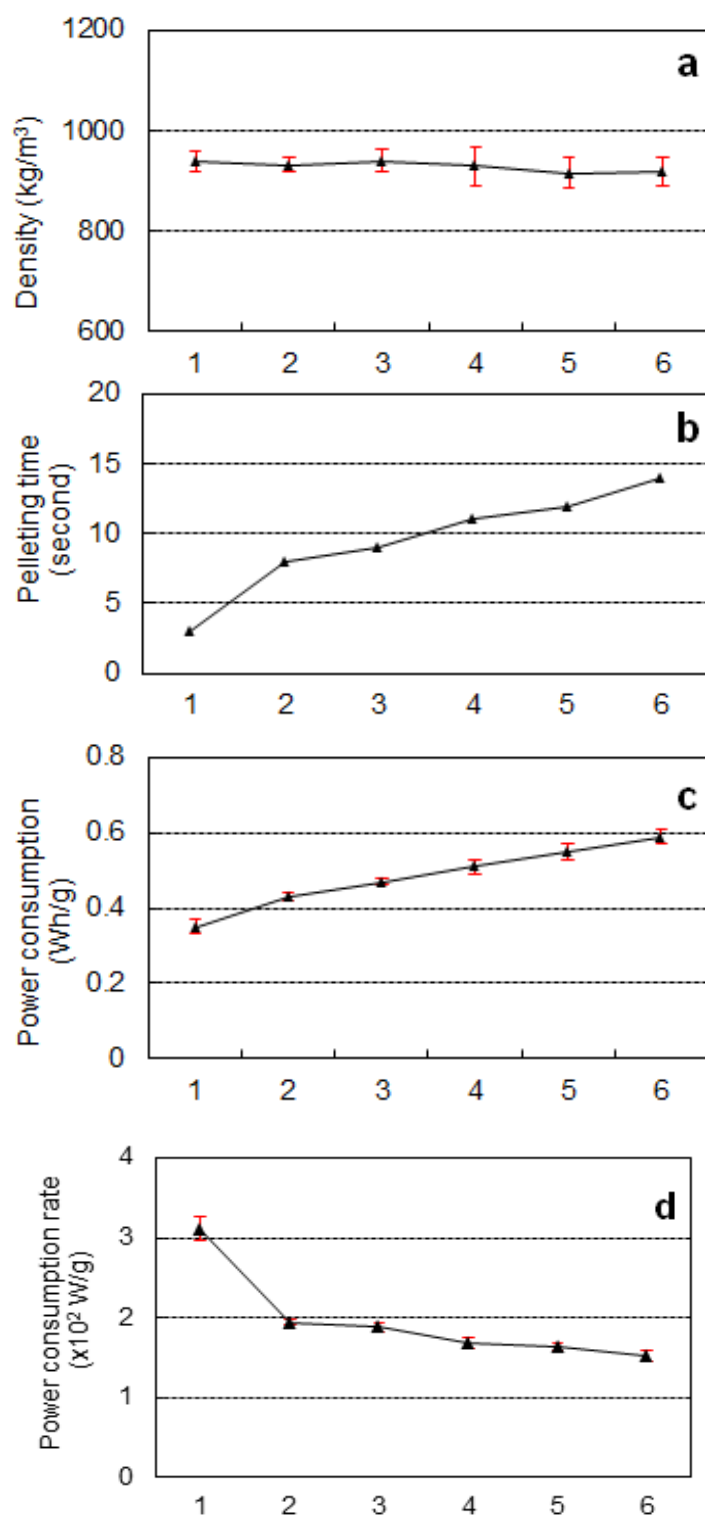 1200
a
1000
800
600
Density (kg/m³)
1 2 3 4 5 6
20
b
15
10
5
0
Pelleting time
(second)
1 2 3 4 5 6
0.8
c
0.6
0.4
0.2
0
Power consumption
(Wh/g)
1 2 3 4 5 6
4
d
3
2
1
0
Power consumption rate
(x10² W/g)
1 2 3 4 5 6